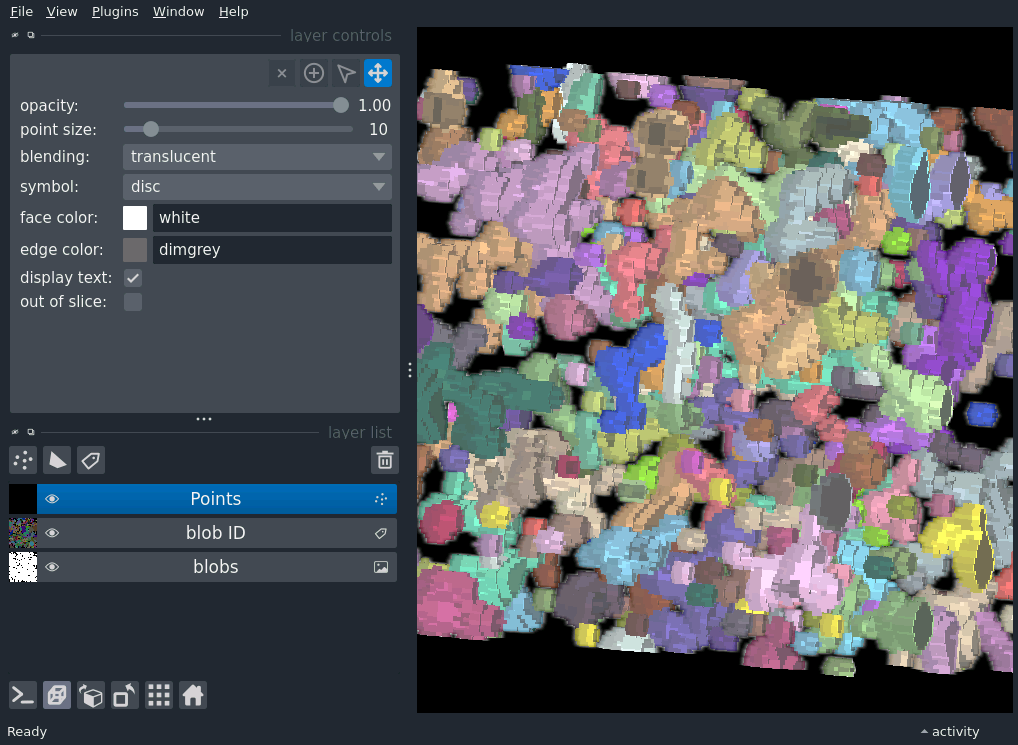 File View Plugins Window Help
layer controls
opacity: 1.00
point size: 10
blending: translucent
symbol: disc
face color: white
edge color: dimgrey
display text:
out of slice:
layer list
Points
blob ID
blobs
Ready activity